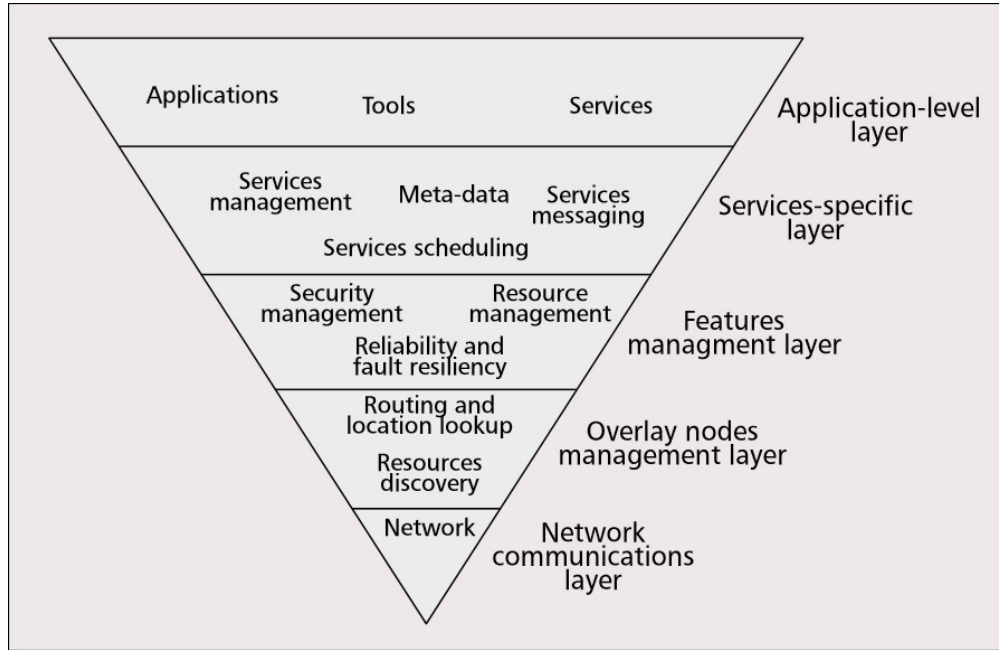 Applications
Tools
Services
Application-level
layer
Services
management
Meta-data
Services
messaging
Services scheduling
Services-specific
layer
Security
management
Resource
management
Reliability and
fault resiliency
Features
managment layer
Routing and
location lookup
Resources
discovery
Overlay nodes
management layer
Network
Network
communications
layer